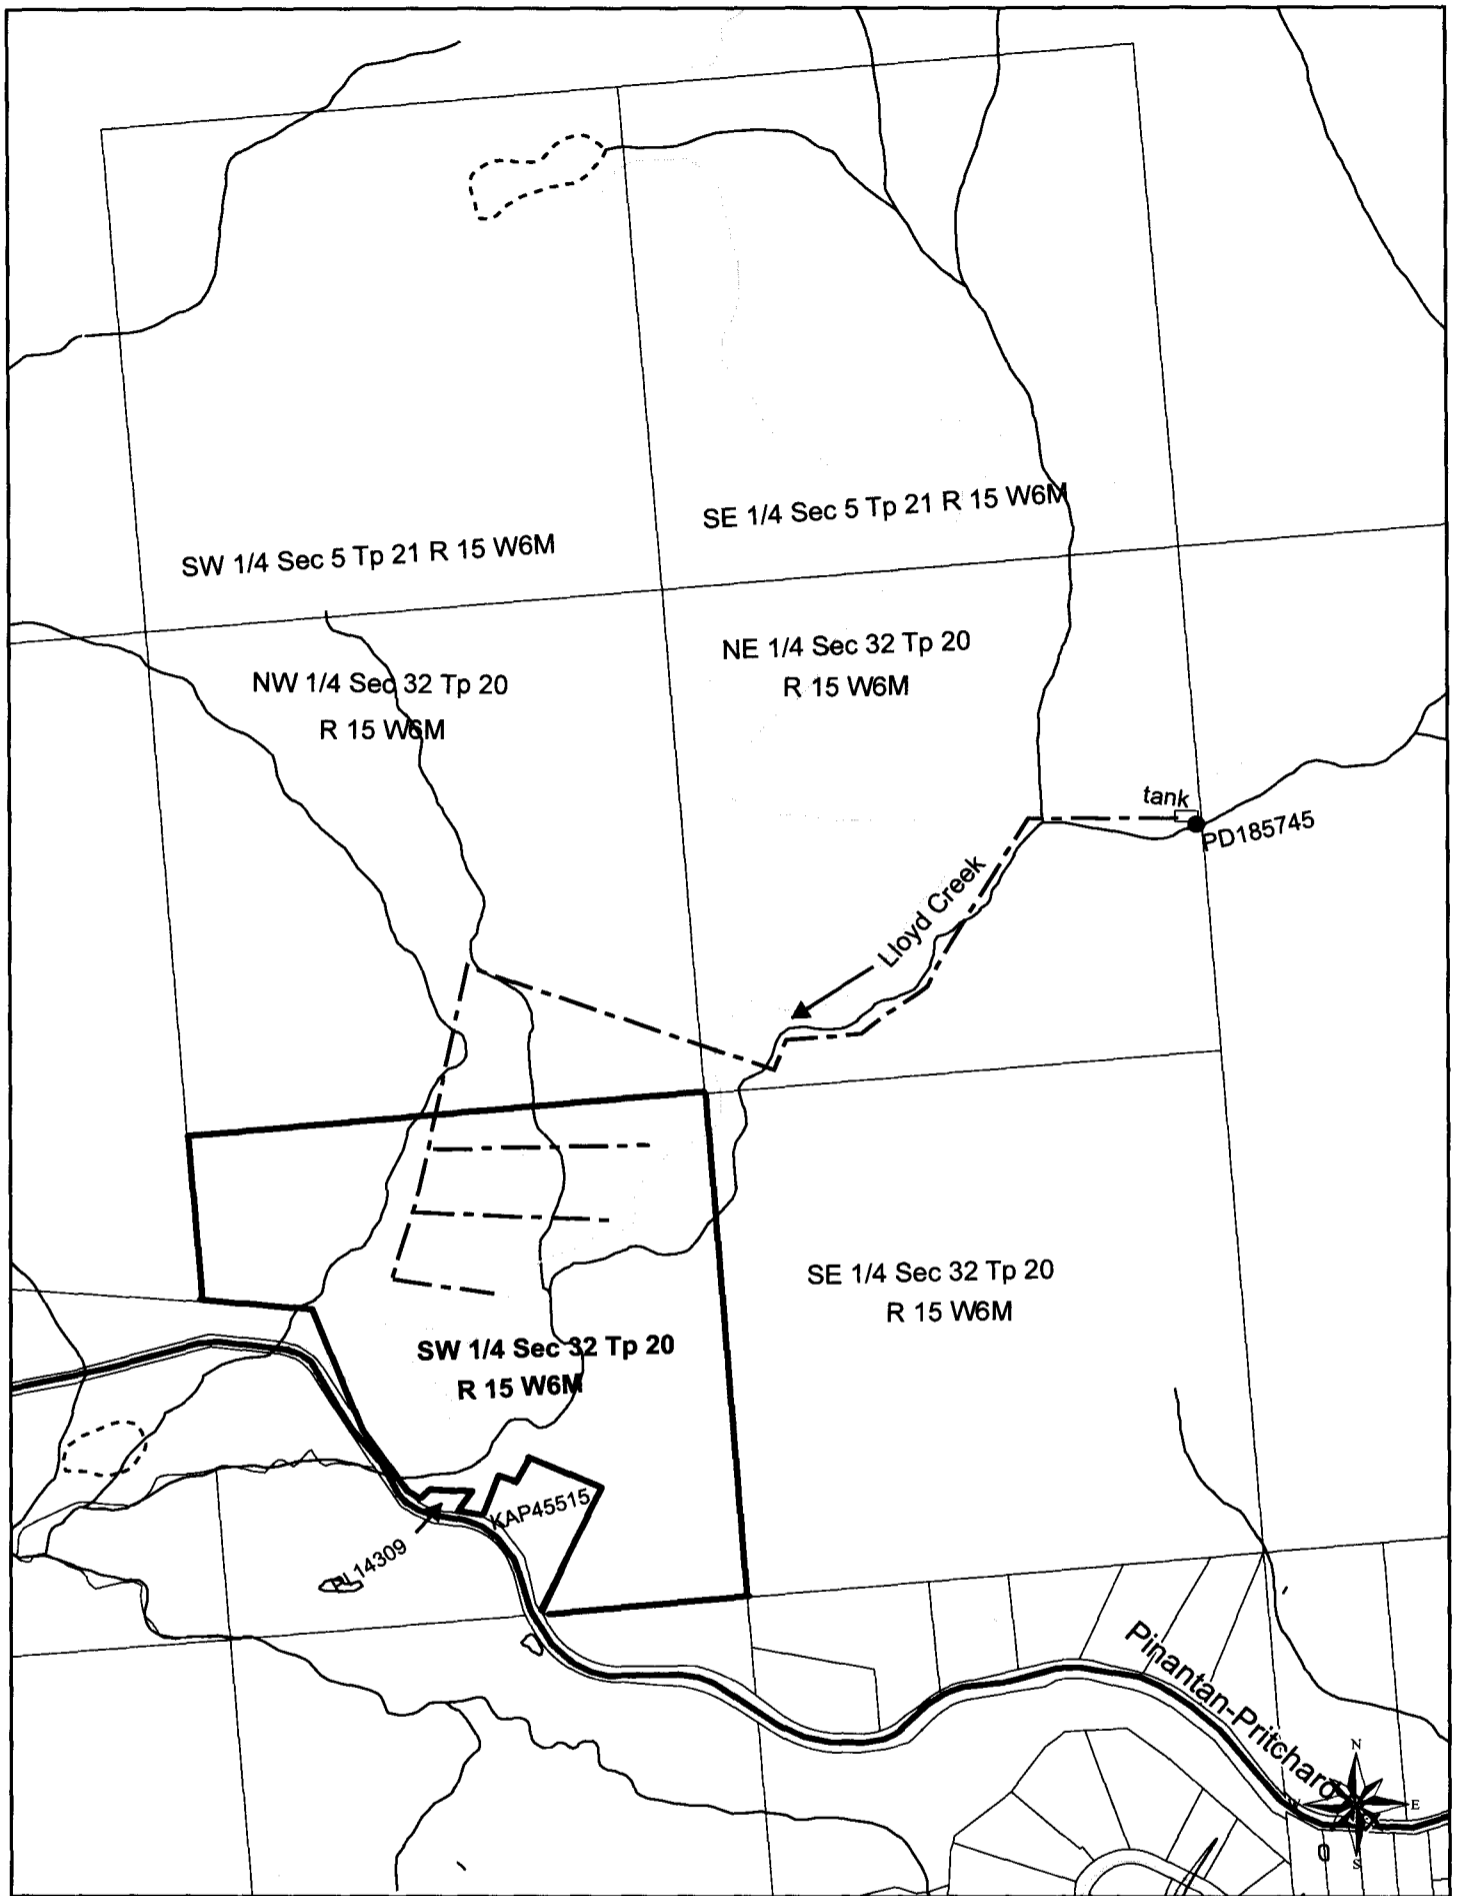 SE 1/4 Sec 5 Tp 21 R 15 W6M
SW 1/4 Sec 5 Tp 21 R 15 W6M
NE 1/4 Sec 32 Tp 20
R 15 W6M
NW 1/4 Sec 32 Tp 20
R 15 W6M
tank
PD185745
Lloyd Creek
SE 1/4 Sec 32 Tp 20
R 15 W6M
SW 1/4 Sec 32 Tp 20
R 15 W6M
KAP45515
PL14309
Pinantan-Pritchard
N
W
E
S